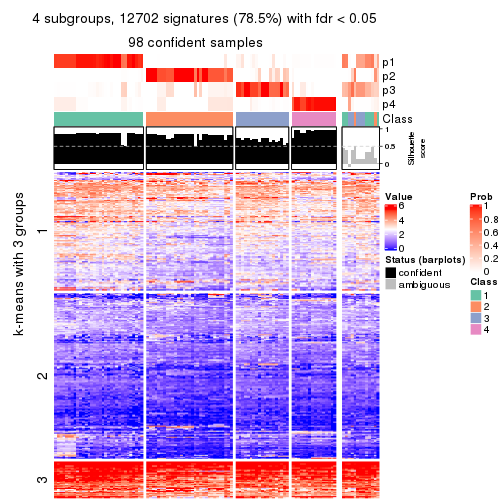 4 subgroups, 12702 signatures (78.5%) with fdr < 0.05
98 confident samples
p1
p2
p3
p4
Class
1
0.5
0
Silhouette
score
k-means with 3 groups
1
2
3
Value
6
4
2
0
Status (barplots)
confident
ambiguous
Prob
1
0.8
0.6
0.4
0.2
0
Class
1
2
3
4